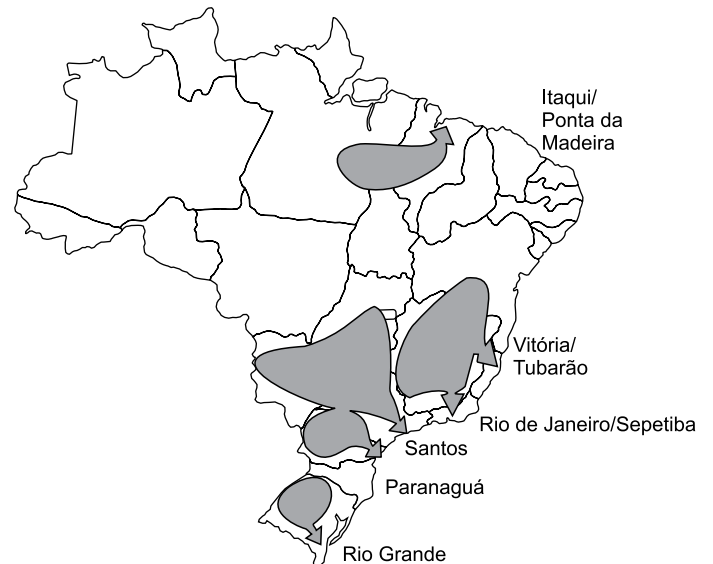 Itaqui/
Ponta da
Madeira
Vitória/
Tubarão
Rio de Janeiro/Sepetiba
Santos
Paranaguá
Rio Grande